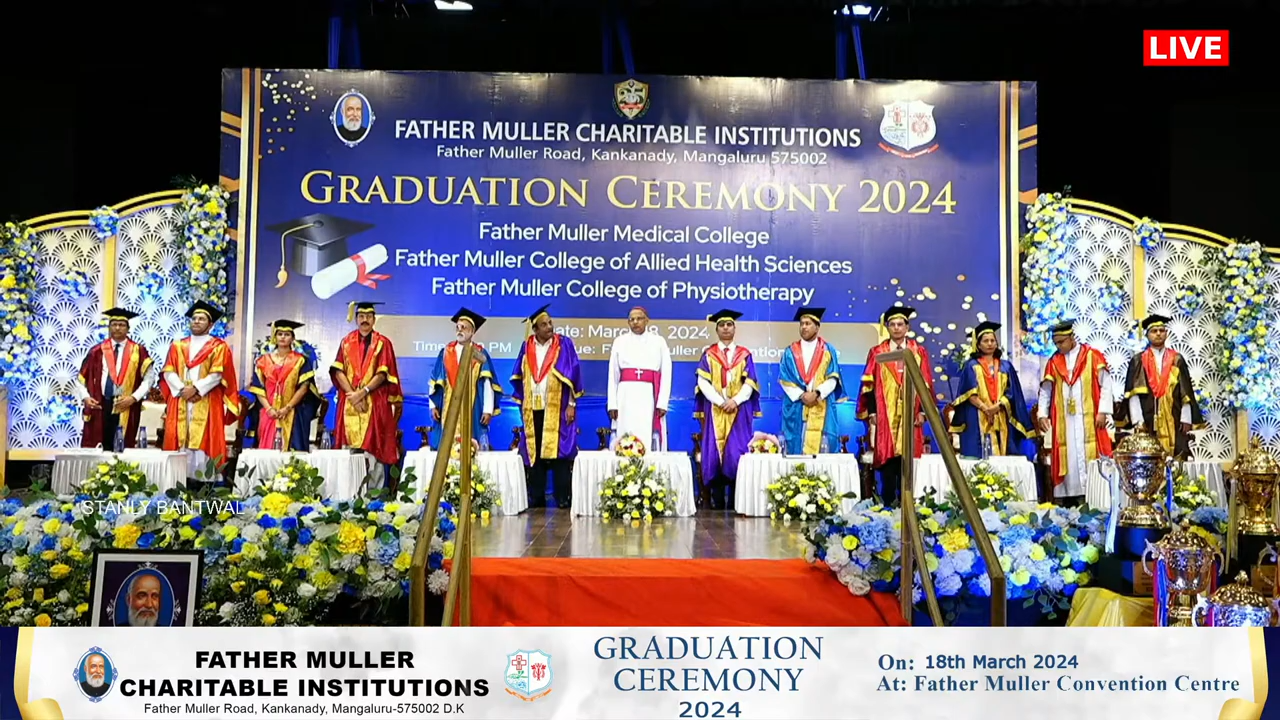 LIVE
FATHER MULLER CHARITABLE INSTITUTIONS
Father Muller Road, Kankanady, Mangaluru 575002
GRADUATION CEREMONY 2024
Father Muller Medical College
Father Muller College of Allied Health Sciences
Father Muller College of Physiotherapy
STANLY BANTWAL
FATHER MULLER
CHARITABLE INSTITUTIONS
Father Muller Road, Kankanady, Mangaluru-575002 D.K
GRADUATION
CEREMONY
2024
On: 18th March 2024
At: Father Muller Convention Centre